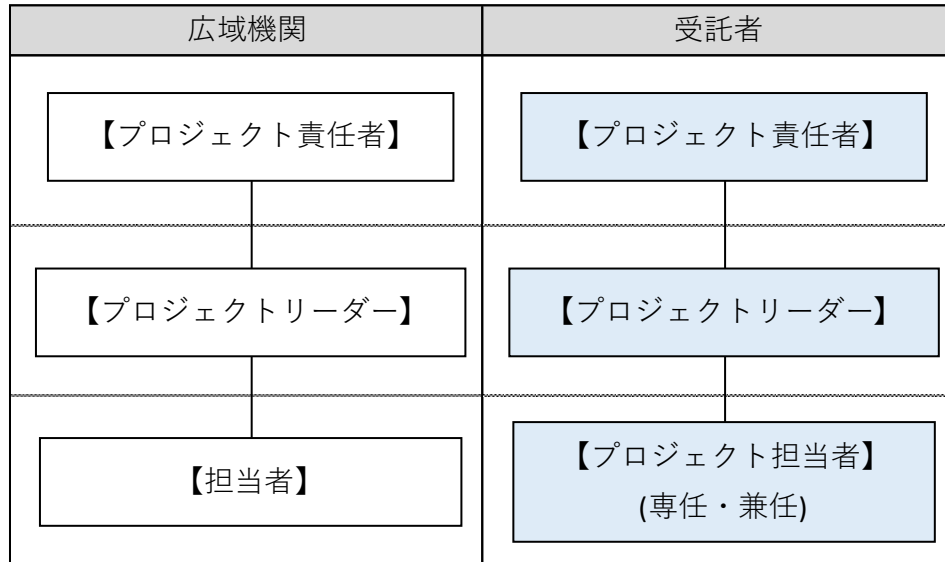 広域機関
受託者
【プロジェクト責任者】
【プロジェクト責任者】
【プロジェクトリーダー】
【プロジェクトリーダー】
【担当者】
【プロジェクト担当者】
(専任・兼任)